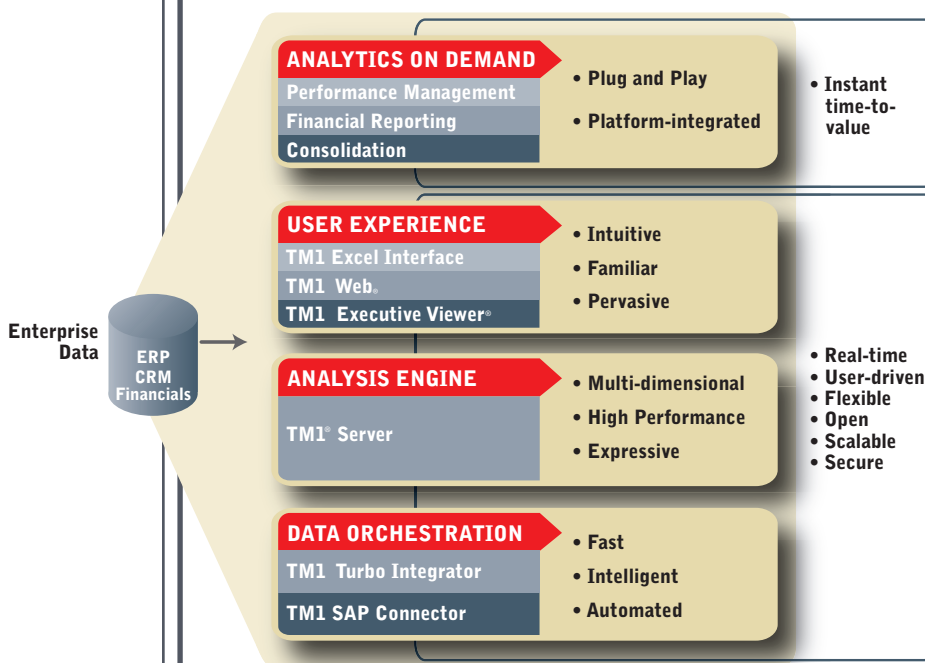 ANALYTICS ON DEMAND
Performance Management
Financial Reporting
Consolidation
• Plug and Play
• Platform-integrated
• Instant
time-to-
value
USER EXPERIENCE
TM1 Excel Interface
TM1 Web®
TM1 Executive Viewer®
• Intuitive
• Familiar
• Pervasive
Enterprise
Data
ERP
CRM
Financials
ANALYSIS ENGINE
TM1® Server
• Multi-dimensional
• High Performance
• Expressive
• Real-time
• User-driven
• Flexible
• Open
• Scalable
• Secure
DATA ORCHESTRATION
TM1 Turbo Integrator
TM1 SAP Connector
• Fast
• Intelligent
• Automated